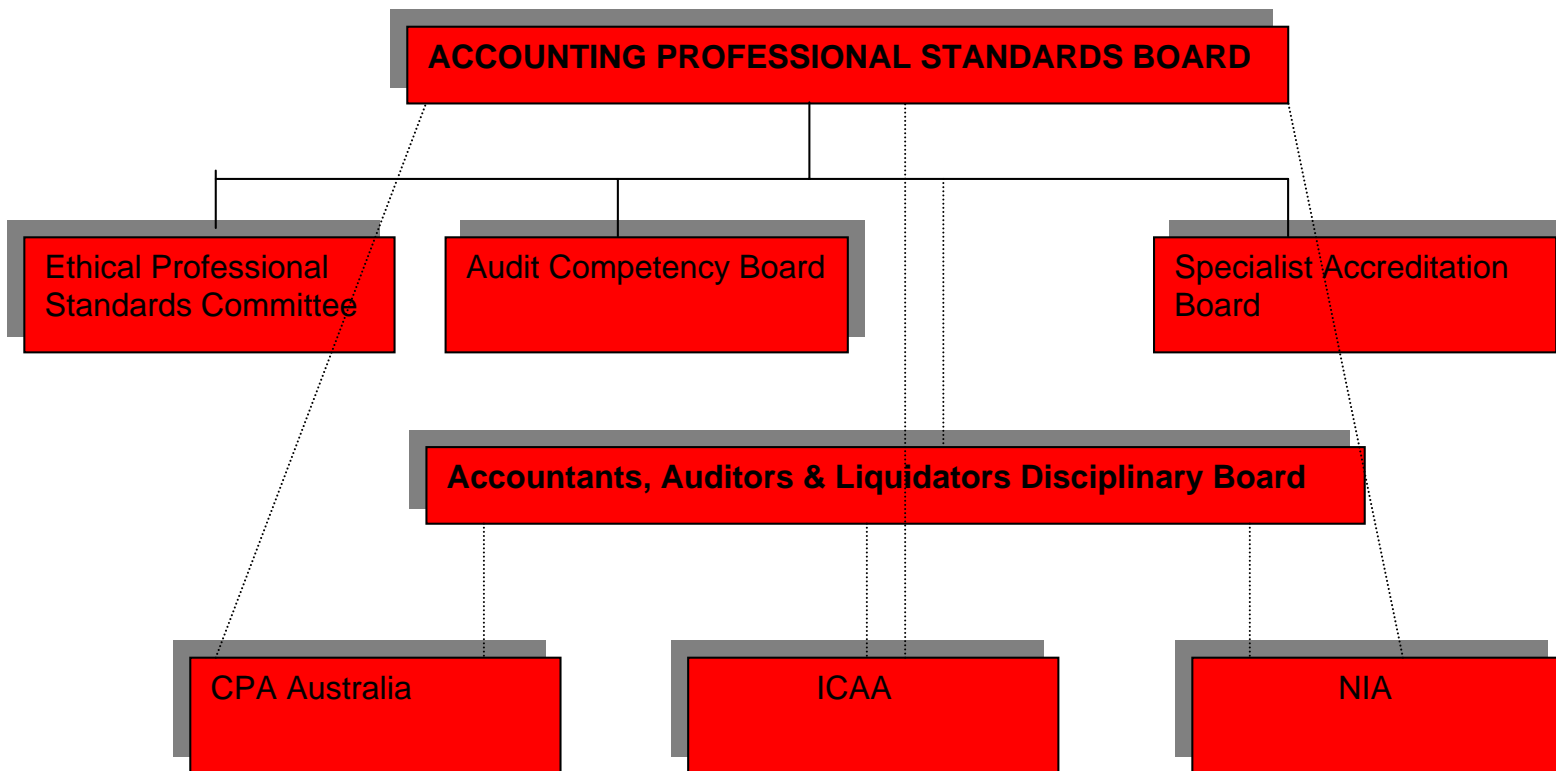 ACCOUNTING PROFESSIONAL STANDARDS BOARD
Ethical Professional
Standards Committee
Audit Competency Board
Specialist Accreditation
Board
Accountants, Auditors & Liquidators Disciplinary Board
CPA Australia
ICAA
NIA